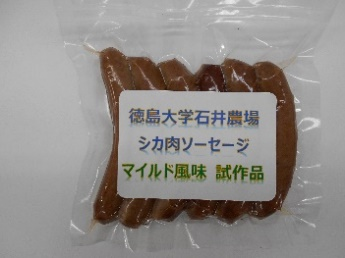 徳島大学石井農場
シカ肉ソーセージ
マイルド風味 試作品